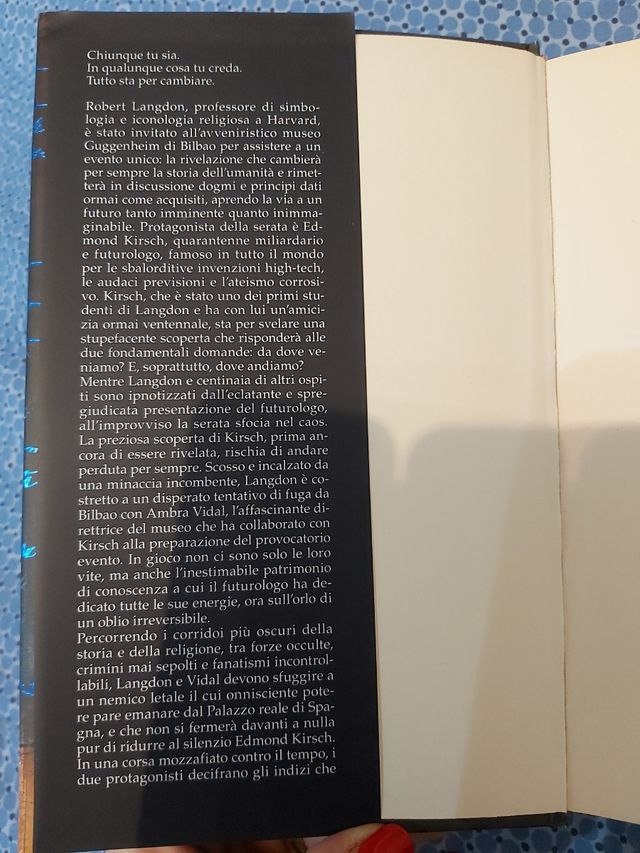 Chiunque tu sia.
In qualunque cosa tu creda.
Tutto sta per cambiare.
Robert Langdon, professore di simbo-
logia e iconologia religiosa a Harvard,
è stato invitato all'avveniristico museo
Guggenheim di Bilbao per assistere a un
evento unico: la rivelazione che cambierà
per sempre la storia dell'umanità e rimet-
terà in discussione dogmi e principi dati
ormai come acquisiti, aprendo la via a un
futuro tanto imminente quanto inimma-
ginabile. Protagonista della serata è Ed-
mond Kirsch, quarantenne miliardario
e futurologo, famoso in tutto il mondo
per le sbalorditive invenzioni high-tech,
le audaci previsioni e l'ateismo corrosi-
vo. Kirsch, che è stato uno dei primi stu-
denti di Langdon e ha con lui un'amici-
zia ormai ventennale, sta per svelare una
stupefacente scoperta che risponderà alle
due fondamentali domande: da dove ve-
niamo? E, soprattutto, dove andiamo?
Mentre Langdon e centinaia di altri ospi-
ti sono ipnotizzati dall'eclatante e spre-
giudicata presentazione del futurologo,
all'improvviso la serata sfocia nel caos.
La preziosa scoperta di Kirsch, prima an-
cora di essere rivelata, rischia di andare
perduta per sempre. Scosso e incalzato da
una minaccia incombente, Langdon è co-
stretto a un disperato tentativo di fuga da
Bilbao con Ambra Vidal, l'affascinante di-
rettrice del museo che ha collaborato con
Kirsch alla preparazione del provocatorio
evento. In gioco non ci sono solo le loro
vite, ma anche l'inestimabile patrimonio
di conoscenza a cui il futurologo ha de-
dicato tutte le sue energie, ora sull'orlo di
un oblio irreversibile.
Percorrendo i corridoi più oscuri della
storia e della religione, tra forze occulte,
crimini mai sepolti e fanatismi incontrol-
labili, Langdon e Vidal devono sfuggire a
un nemico letale il cui onnisciente pote-
re pare emanare dal Palazzo reale di Spa-
gna, e che non si fermerà davanti a nulla
pur di ridurre al silenzio Edmond Kirsch.
In una corsa mozzafiato contro il tempo, i
due protagonisti decifrano gli indizi che